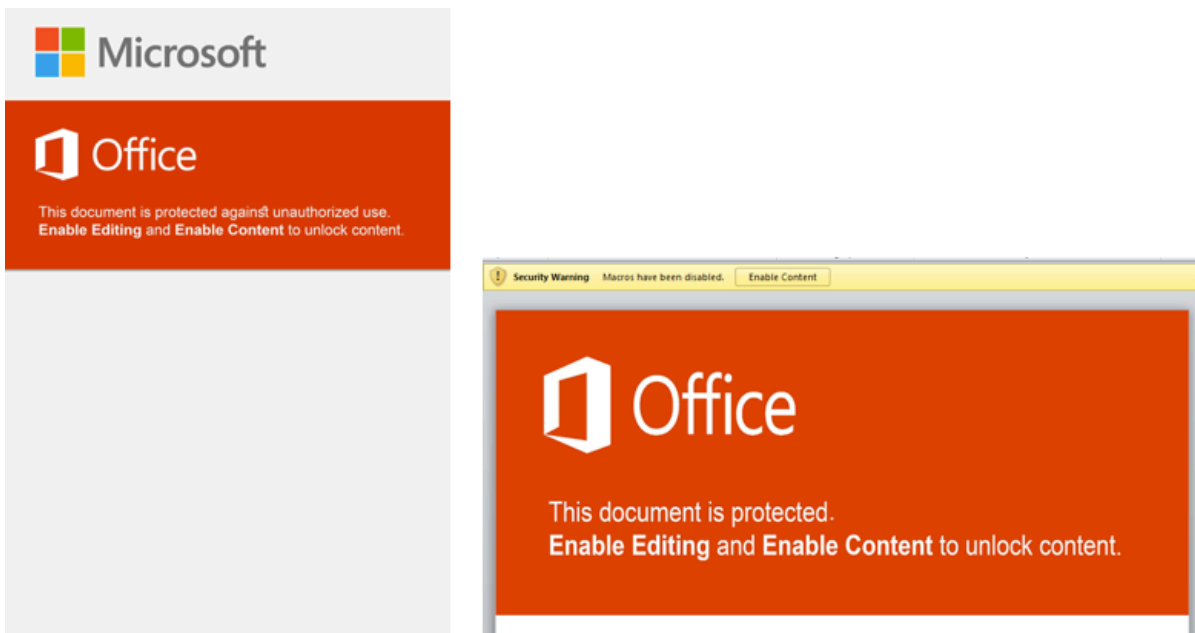 Microsoft
Office
This document is protected against unauthorized use.
Enable Editing and Enable Content to unlock content.
Security Warning Macros have been disabled. Enable Content
Office
This document is protected.
Enable Editing and Enable Content to unlock content.